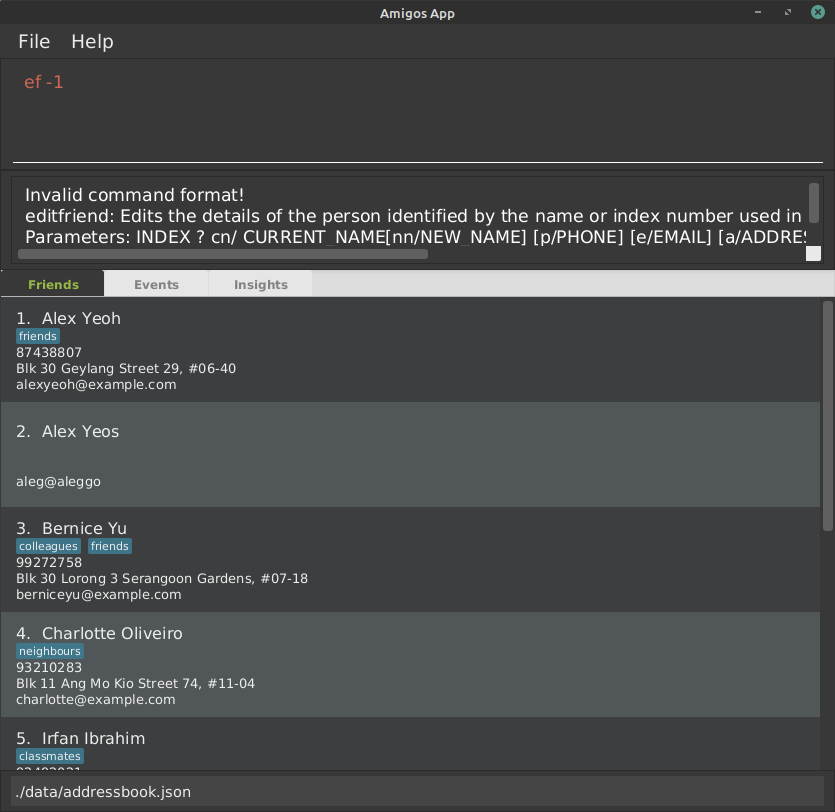 Amigos App
File Help
ef -1
Invalid command format!
editfriend: Edits the details of the person identified by the name or index number used in
Parameters: INDEX ? cn/ CURRENT_NAME[nn/NEW_NAME] [p/PHONE] [e/EMAIL] [a/ADDRES
Friends Events Insights
1. Alex Yeoh
friends
87438807
Blk 30 Geylang Street 29, #06-40
alexyeoh@example.com
2. Alex Yeos
aleg@aleggo
3. Bernice Yu
colleagues friends
99272758
Blk 30 Lorong 3 Serangoon Gardens, #07-18
berniceyu@example.com
4. Charlotte Oliveiro
neighbours
93210283
Blk 11 Ang Mo Kio Street 74, #11-04
charlotte@example.com
5. Irfan Ibrahim
classmates
./data/addressbook.json